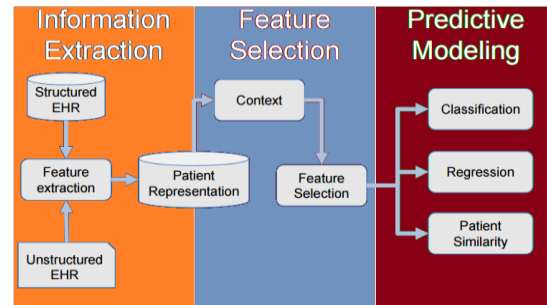 Information
Extraction
Feature
Selection
Predictive
Modeling
Structured
EHR
Feature
extraction
Unstructured
EHR
Patient
Representation
Context
Feature
Selection
Classification
Regression
Patient
Similarity